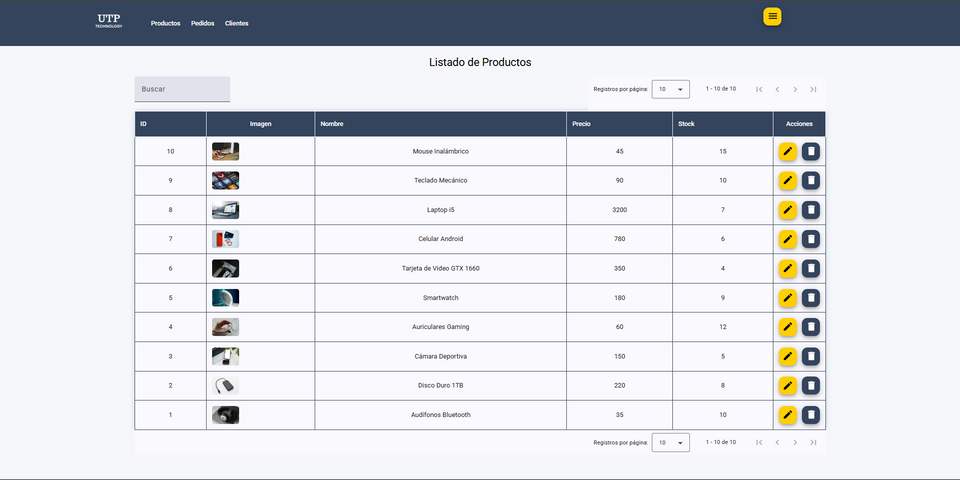 UTP
TECHNOLOGY
Productos Pedidos Clientes
Listado de Productos
Buscar
Registros por página: 10 1 - 10 de 10
ID Imagen Nombre Precio Stock Acciones
10 Mouse Inalámbrico 45 15
9 Teclado Mecánico 90 10
8 Laptop i5 3200 7
7 Celular Android 780 6
6 Tarjeta de Video GTX 1660 350 4
5 Smartwatch 180 9
4 Auriculares Gaming 60 12
3 Cámara Deportiva 150 5
2 Disco Duro 1TB 220 8
1 Audífonos Bluetooth 35 10
Registros por página: 10 1 - 10 de 10